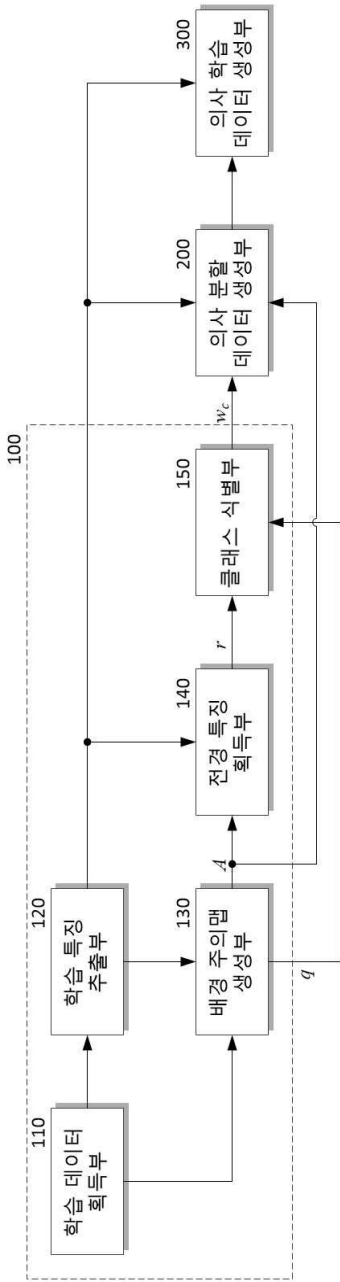 100
110
학습 데이터
획득부
120
학습 특징
추출부
130
배경 주의맵
생성부
A
q
140
전경 특징
획득부
r
150
클래스 식별부
w_c
200
의사 분할
데이터 생성부
300
의사 학습
데이터 생성부